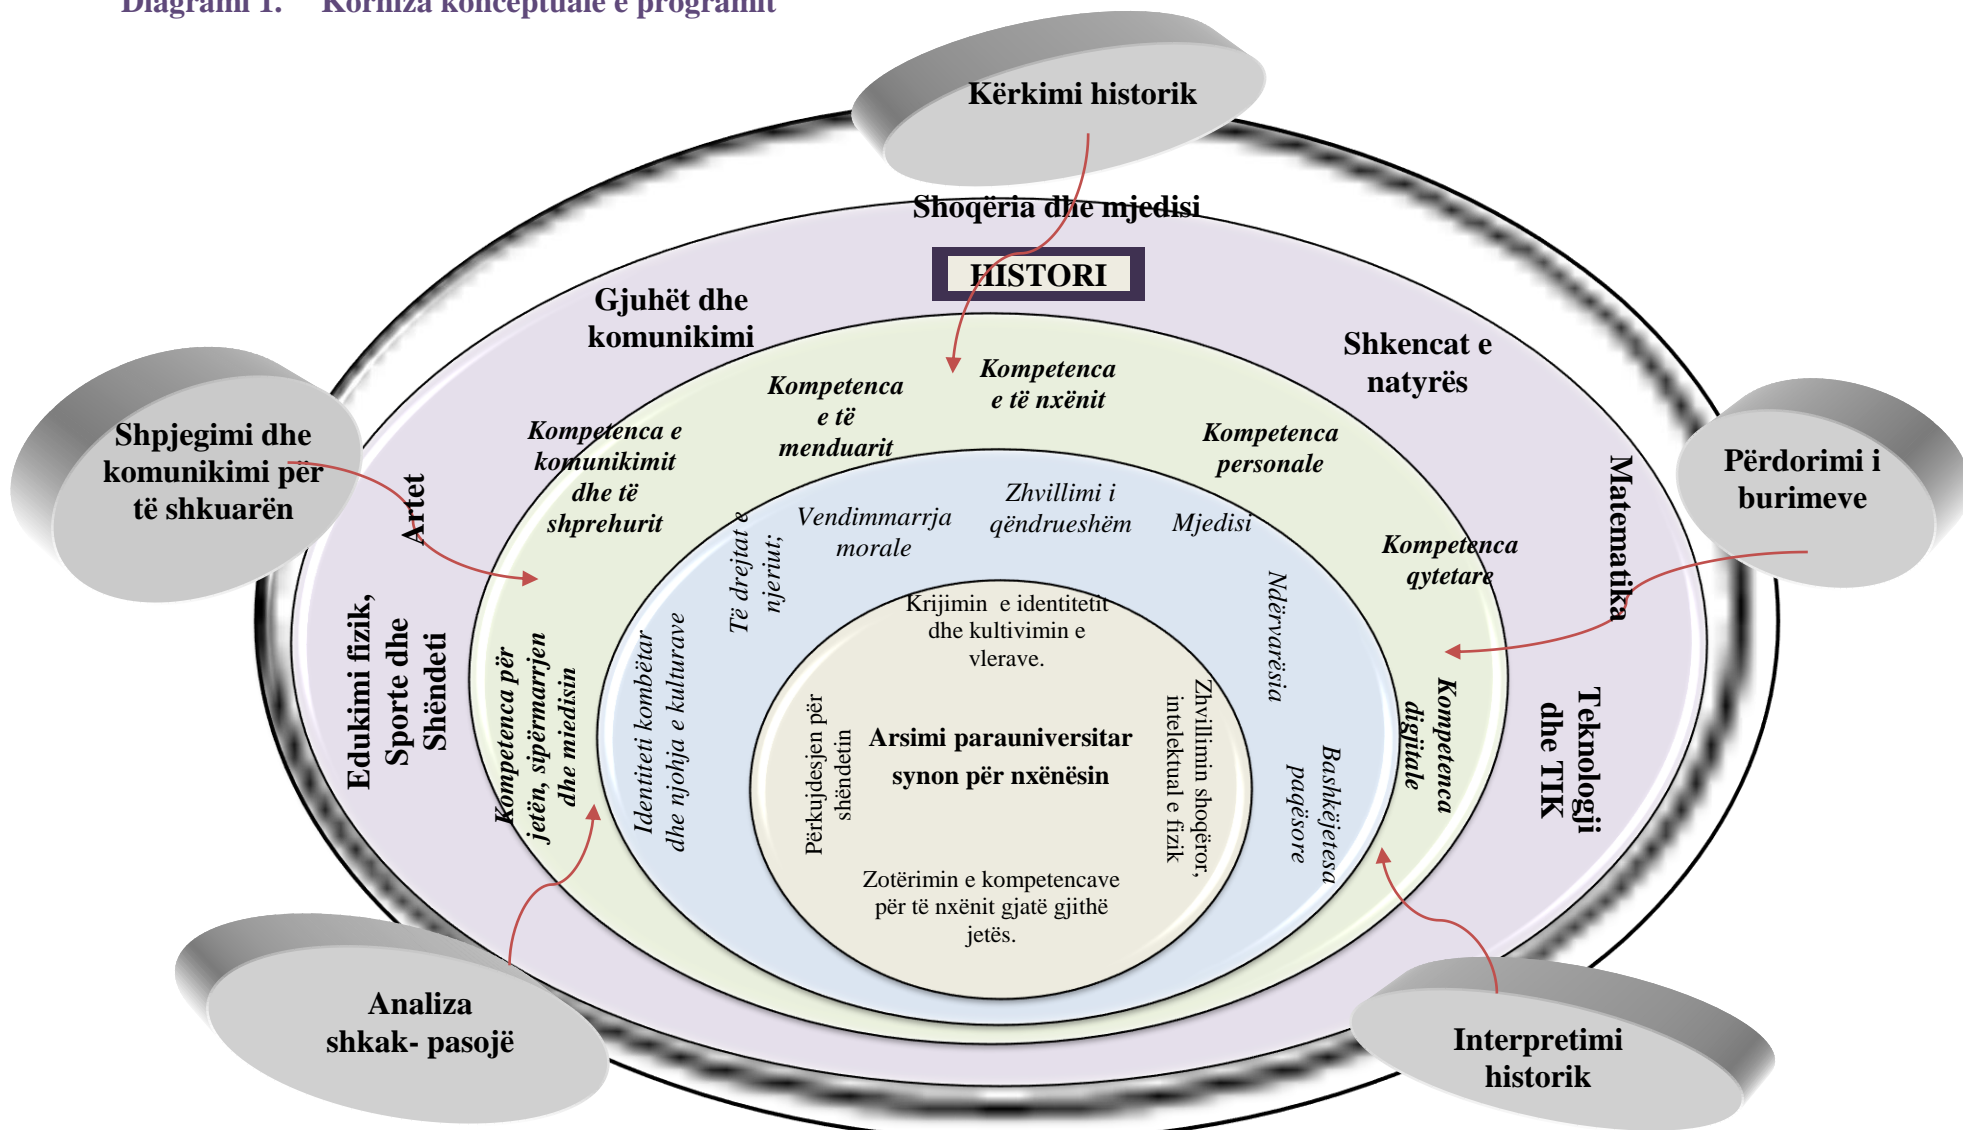 Diagrami 1. Korniza konceptuale e programit
Kërkimi historik
Shoqëria dhe mjedisi
HISTORI
Gjuhët dhe
komunikimi
Shkencat e
natyrës
Shpjegimi dhe
komunikimi për
të shkuarën
Përdorimi i
burimeve
Artet
Matematika
Edukimi fizik,
Sporte dhe
Shëndeti
Teknologji
dhe TIK
Kompetenca e
komunikimit
dhe të
shprehurit
Kompetenca
e të
menduarit
Kompetenca
e të nxënit
Kompetenca
personale
Kompetenca
qytetare
Kompetenca për
jetën, sipërmarrjen
dhe miedisin
Kompetenca
digjitale
Identiteti kombëtar
dhe njohja e kulturave
Të drejtat e
njeriut;
Vendimmarrja
morale
Zhvillimi i
qëndrueshëm
Mjedisi
Ndërvarësia
Bashkëjetesa
paqësore
Krijimin e identitetit
dhe kultivimin e
vlerave.
Përkujdesjen për
shëndetin
Arsimi parauniversitar
synon për nxënësin
Zhvillimin shoqëror,
intelektual e fizik
Zotërimin e kompetencave
për të nxënit gjatë gjithë
jetës.
Analiza
shkak- pasojë
Interpretimi
historik